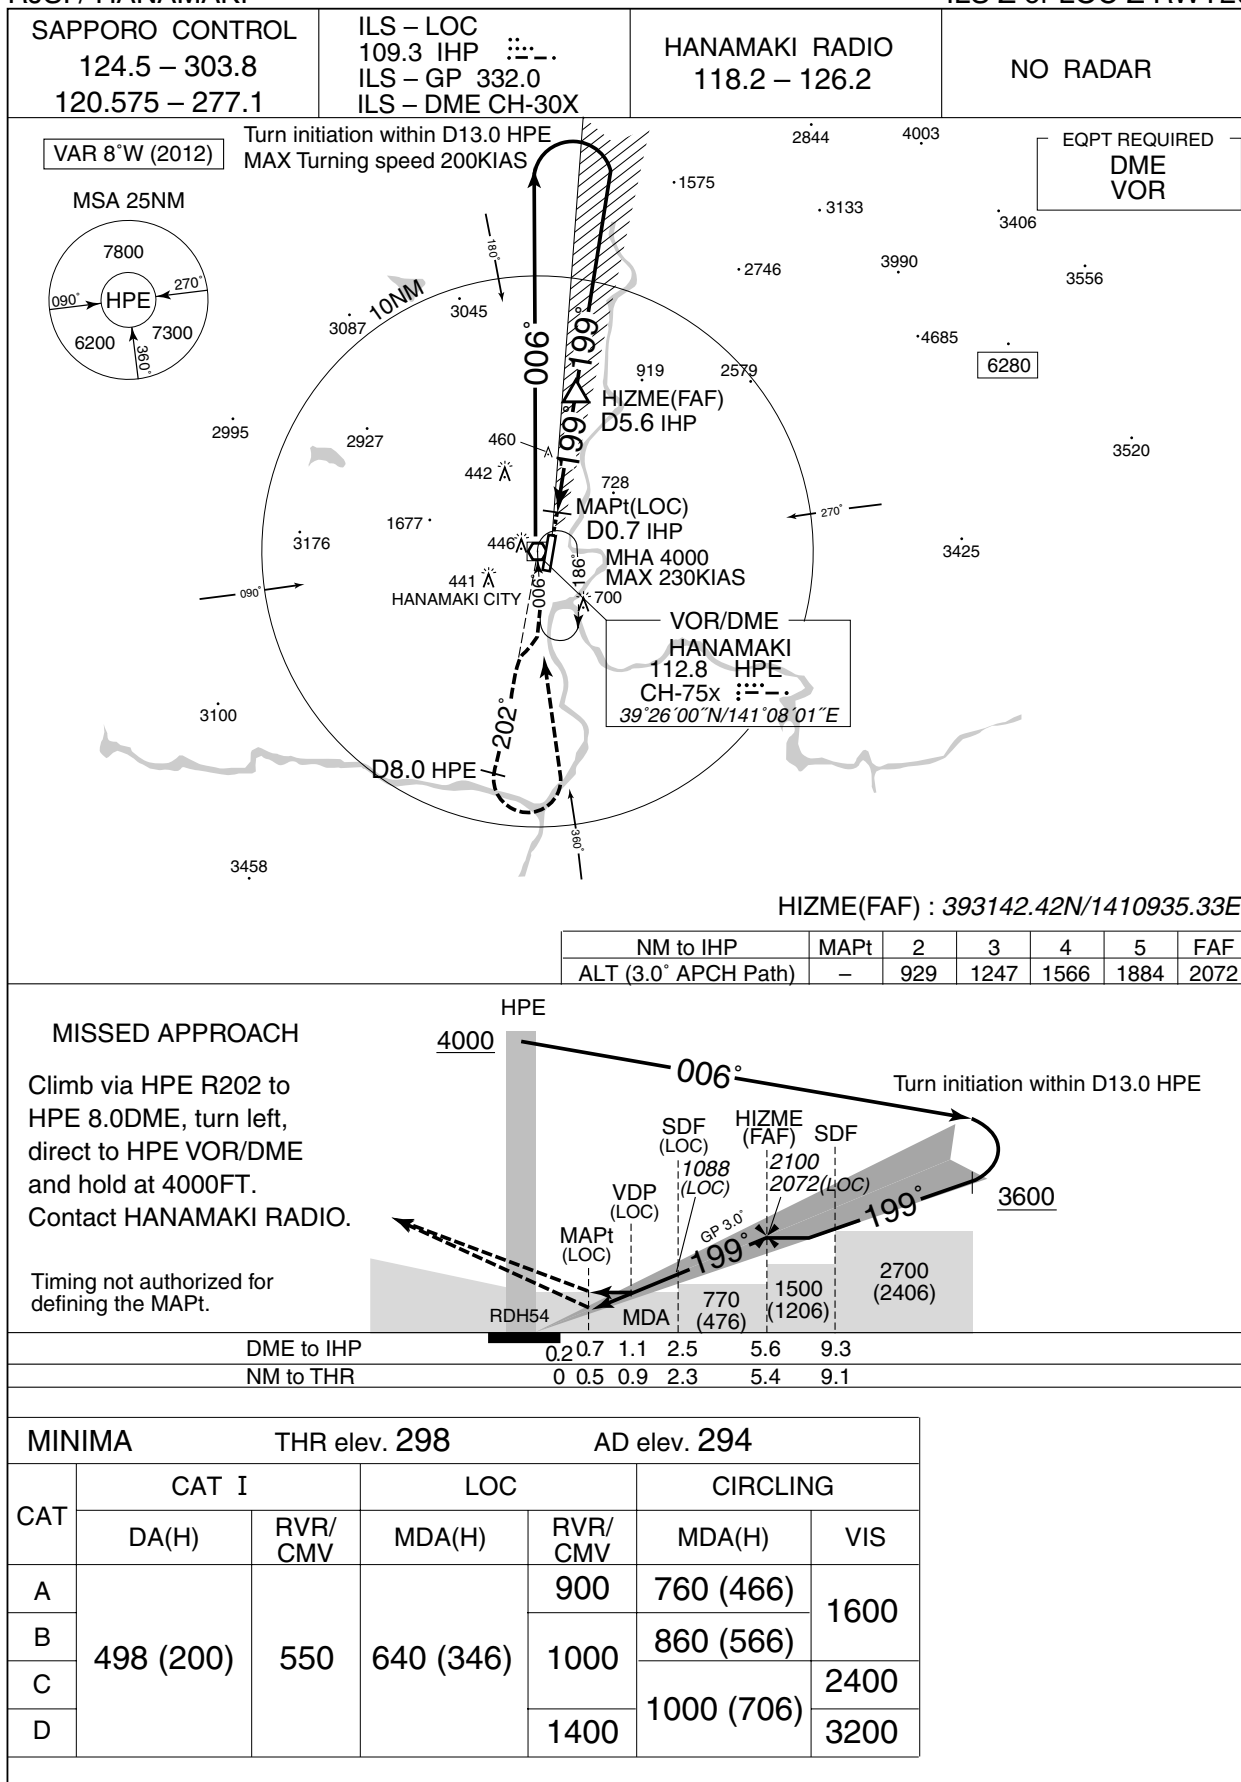 SAPPORO CONTROL
124.5 – 303.8
120.575 – 277.1
ILS – LOC
109.3 IHP
ILS – GP 332.0
ILS – DME CH-30X
HANAMAKI RADIO
118.2 – 126.2
NO RADAR
VAR 8°W (2012)
Turn initiation within D13.0 HPE
MAX Turning speed 200KIAS
EQPT REQUIRED
DME
VOR
MSA 25NM
7800
HPE
090°
270°
6200
7300
360°
2844
4003
1575
3133
3406
180°
2746
3990
3556
10NM
3087
3045
006°
199°
4685
6280
919
2579
HIZME(FAF)
D5.6 IHP
199°
2995
2927
460
442
3520
728
1677
MAPt(LOC)
D0.7 IHP
270°
3176
446
MHA 4000
MAX 230KIAS
3425
441
HANAMAKI CITY
090°
006°
186°
700
VOR/DME
HANAMAKI
112.8 HPE
CH-75x
39°26′00″N/141°08′01″E
3100
202°
D8.0 HPE
360°
3458
HIZME(FAF) : 393142.42N/1410935.33E
NM to IHP MAPt 2 3 4 5 FAF
ALT (3.0° APCH Path) – 929 1247 1566 1884 2072
MISSED APPROACH
Climb via HPE R202 to
HPE 8.0DME, turn left,
direct to HPE VOR/DME
and hold at 4000FT.
Contact HANAMAKI RADIO.
Timing not authorized for
defining the MAPt.
HPE
4000
006°
Turn initiation within D13.0 HPE
SDF
(LOC)
HIZME
(FAF)
SDF
1088
(LOC)
2100
2072(LOC)
VDP
(LOC)
3600
199°
GP 3.0°
199°
MAPt
(LOC)
RDH54
MDA
770
(476)
1500
(1206)
2700
(2406)
DME to IHP 0.2 0.7 1.1 2.5 5.6 9.3
NM to THR 0 0.5 0.9 2.3 5.4 9.1
MINIMA THR elev. 298 AD elev. 294
CAT
CAT I LOC CIRCLING
DA(H) RVR/CMV MDA(H) RVR/CMV MDA(H) VIS
A 900 760 (466) 1600
B 860 (566)
498 (200) 550 640 (346) 1000
C 2400
1000 (706)
D 1400 3200